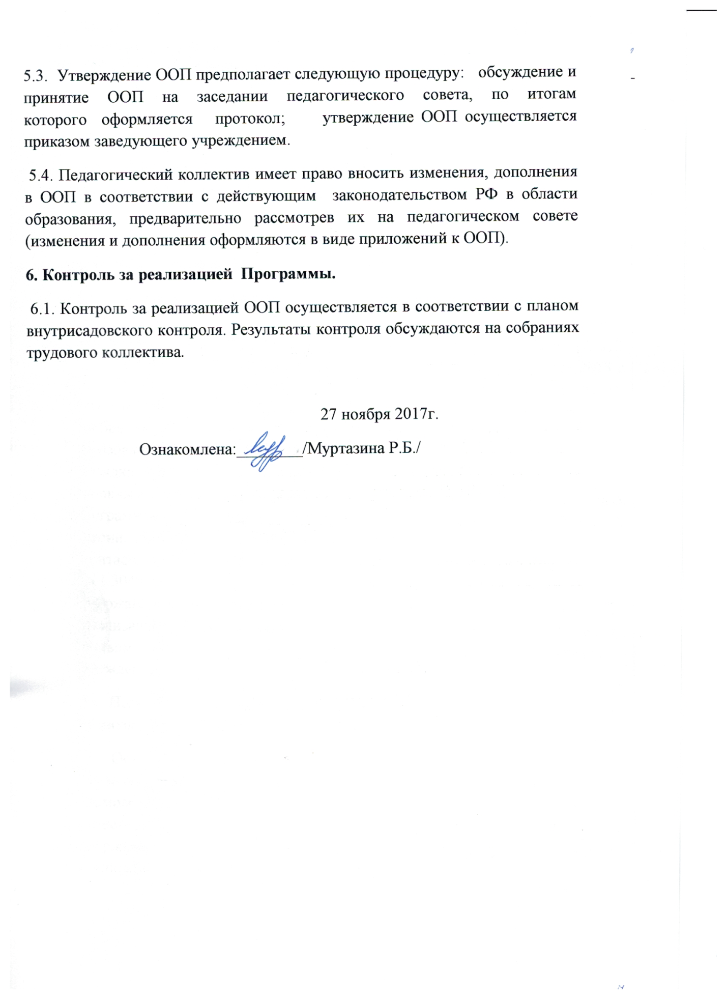 5.3.  Утверждение ООП предполагает следующую процедуру:   обсуждение и
принятие ООП на заседании педагогического совета, по итогам
которого оформляется протокол; утверждение ООП осуществляется
приказом заведующего учреждением.
5.4. Педагогический коллектив имеет право вносить изменения, дополнения
в ООП в соответствии с действующим  законодательством РФ в области
образования, предварительно рассмотрев их на педагогическом совете
(изменения и дополнения оформляются в виде приложений к ООП).
6. Контроль за реализацией  Программы.
6.1. Контроль за реализацией ООП осуществляется в соответствии с планом
внутрисадовского контроля. Результаты контроля обсуждаются на собраниях
трудового коллектива.
27 ноября 2017г.
Ознакомлена:________/Муртазина Р.Б./